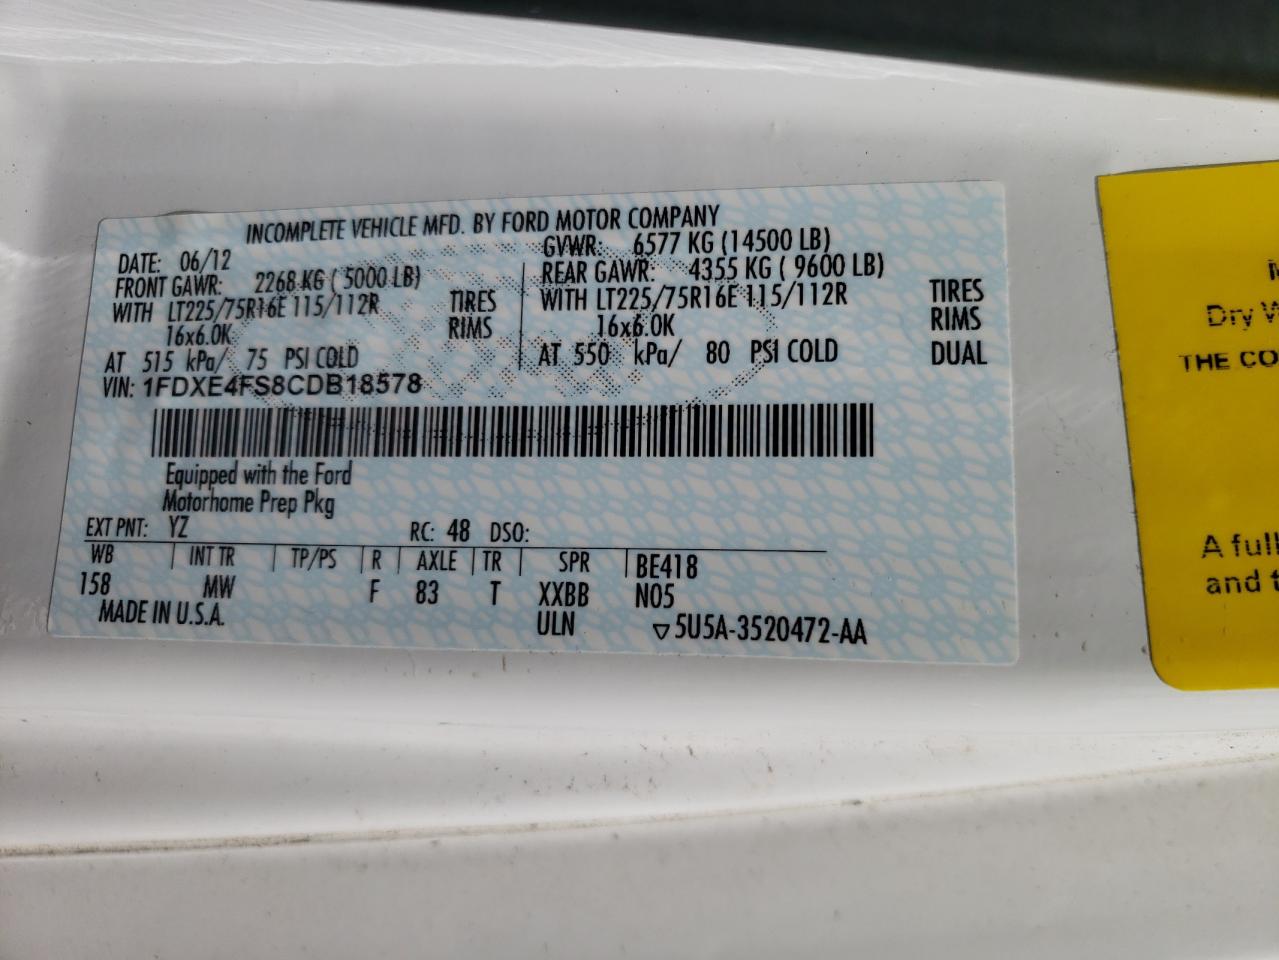 INCOMPLETE VEHICLE MFD. BY FORD MOTOR COMPANY
DATE: 06/12 GVWR: 6577 KG (14500 LB)
FRONT GAWR: 2268 KG ( 5000 LB) REAR GAWR: 4355 KG ( 9600 LB)
WITH LT225/75R16E 115/112R TIRES WITH LT225/75R16E 115/112R TIRES
16x6.0K RIMS 16x6.0K RIMS
AT 515 kPa/ 75 PSI COLD AT 550 kPa/ 80 PSI COLD DUAL
VIN: 1FDXE4FS8CDB18578
Equipped with the Ford
Motorhome Prep Pkg
EXT PNT: YZ RC: 48 DSO:
WB INT TR TP/PS R AXLE TR SPR BE418
158 MW F 83 T XXBB N05
MADE IN U.S.A. ULN ▽5U5A-3520472-AA
Dry
THE
A
and